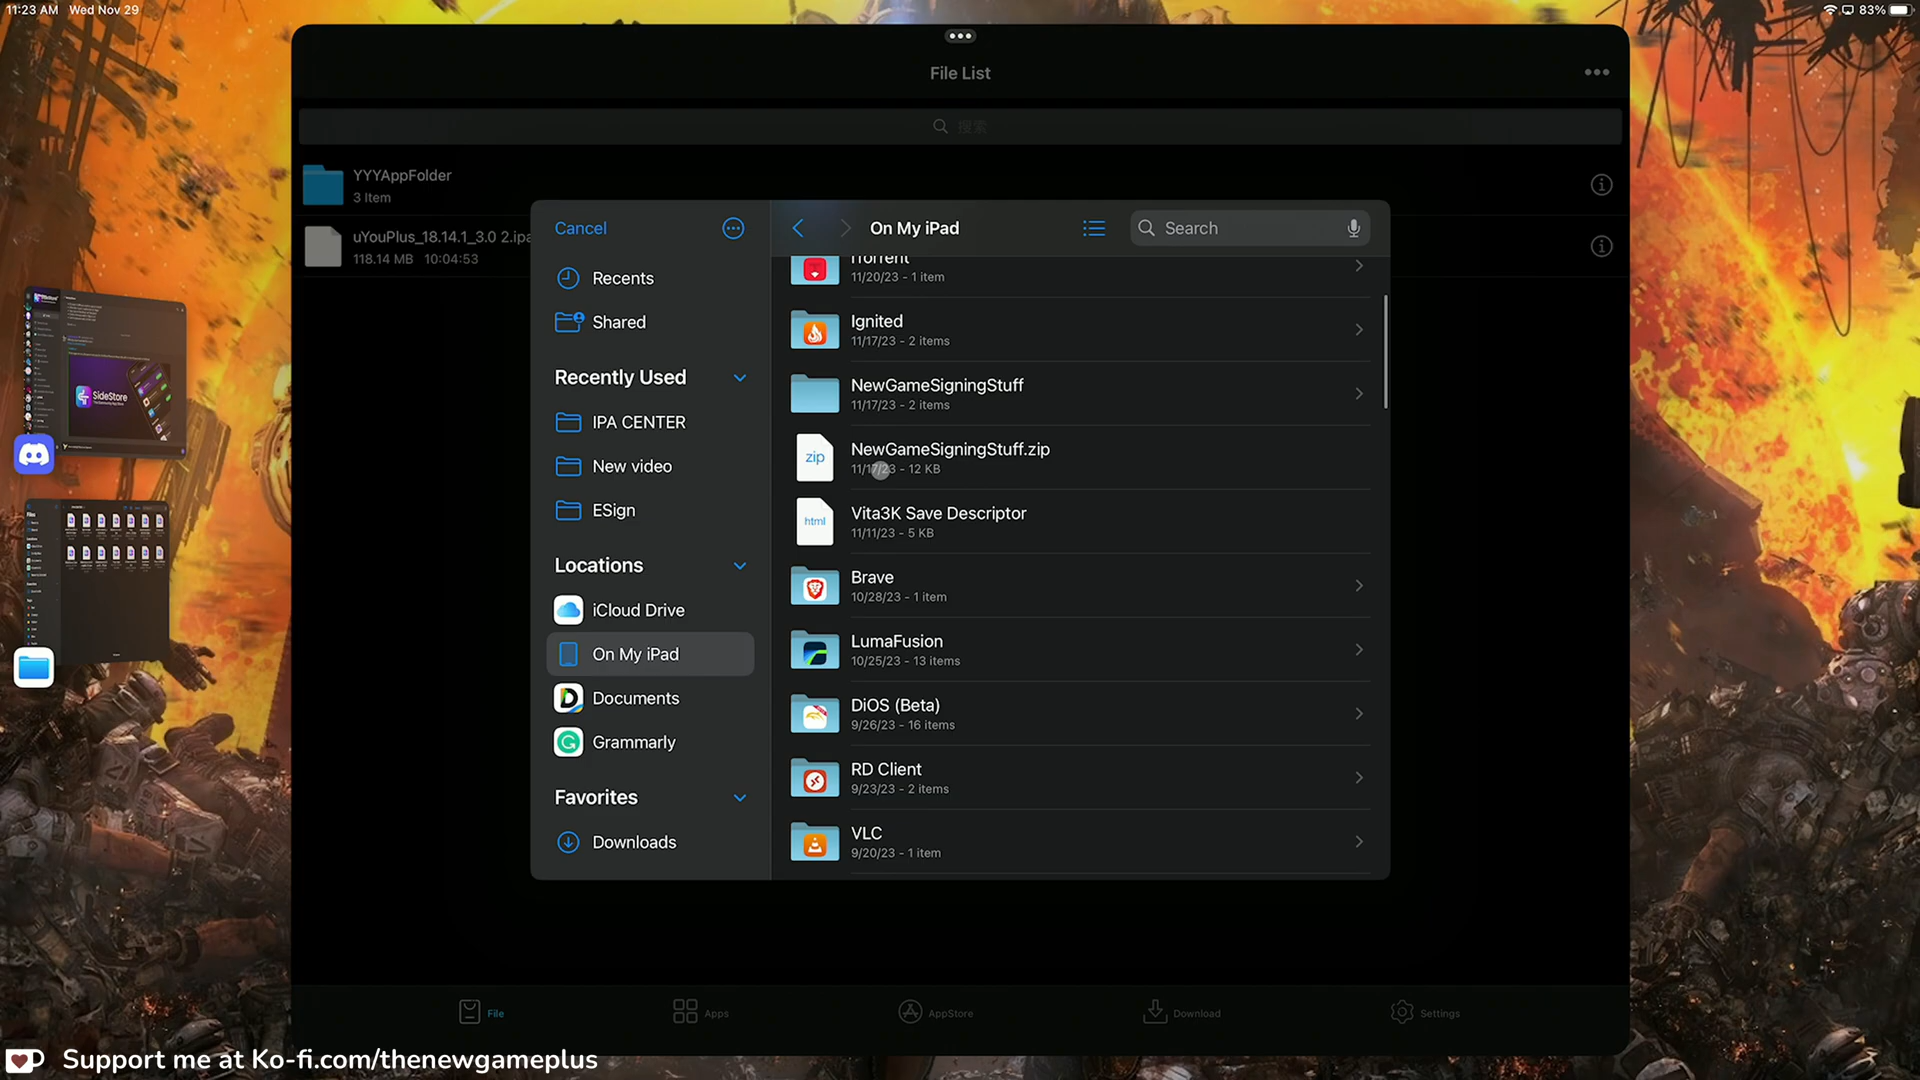 11:23 AM Wed Nov 29
83%
File List
搜索
YYYAppFolder
3 Item
uYouPlus_18.14.1_3.0 2.ipa
118.14 MB 10:04:53
Cancel
Recents
Shared
Recently Used
IPA CENTER
New video
ESign
Locations
iCloud Drive
On My iPad
Documents
Grammarly
Favorites
Downloads
On My iPad
Search
iTorrent
11/20/23 - 1 item
Ignited
11/17/23 - 2 items
NewGameSigningStuff
11/17/23 - 2 items
zip
NewGameSigningStuff.zip
11/17/23 - 12 KB
html
Vita3K Save Descriptor
11/11/23 - 5 KB
Brave
10/28/23 - 1 item
LumaFusion
10/25/23 - 13 items
DiOS (Beta)
9/26/23 - 16 items
RD Client
9/23/23 - 2 items
VLC
9/20/23 - 1 item
SideStore
File
Apps
AppStore
Download
Settings
Support me at Ko-fi.com/thenewgameplus